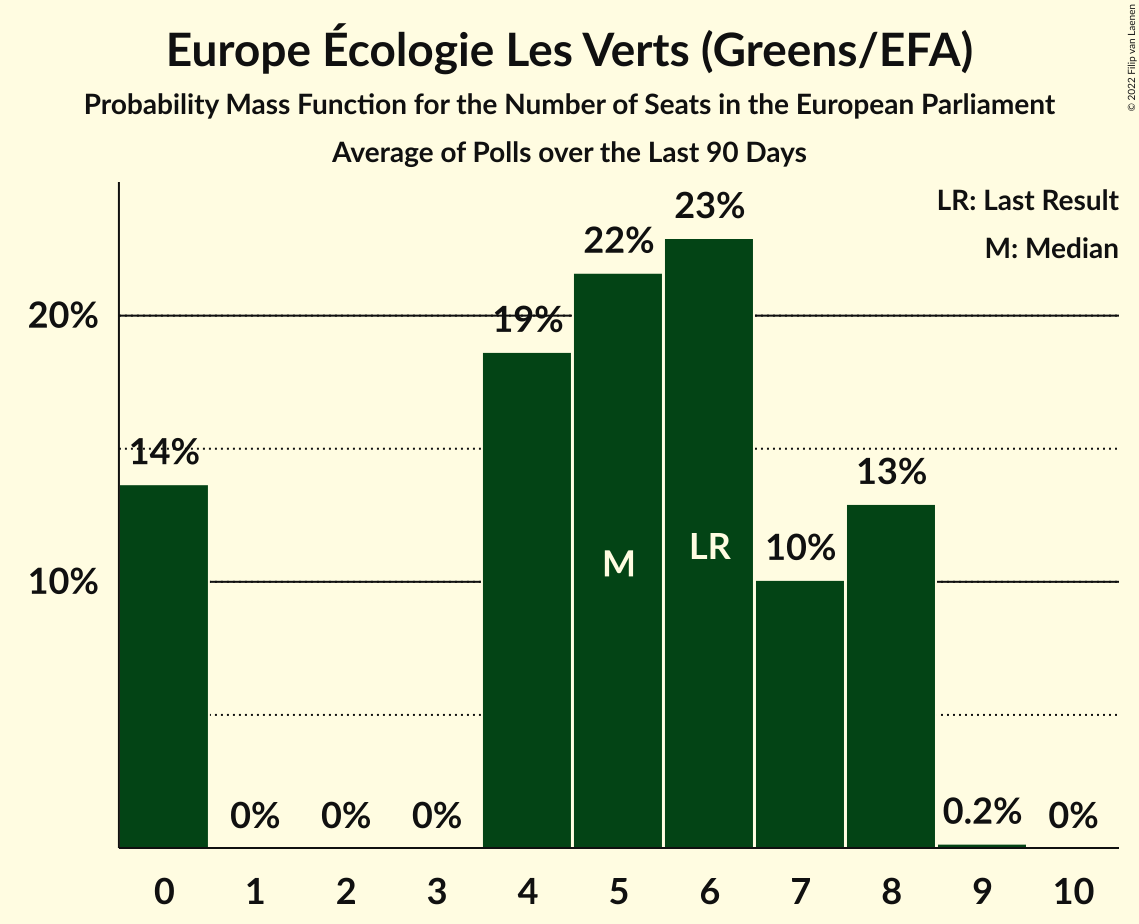 Europe Écologie Les Verts (Greens/EFA)
Probability Mass Function for the Number of Seats in the European Parliament
Average of Polls over the Last 90 Days
© 2022 Filip van Laenen
LR: Last Result
M: Median
23%
22%
20%
19%
14%
13%
10%
10%
M
LR
0%
0%
0%
0.2%
0%
0 1 2 3 4 5 6 7 8 9 10